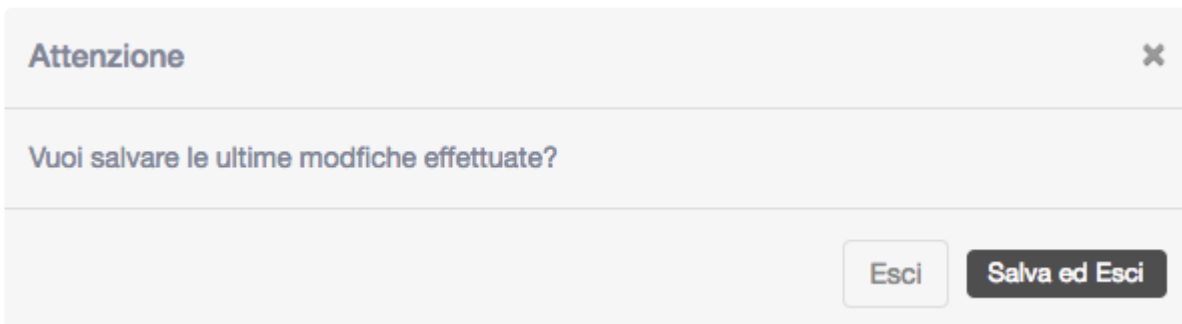 Attenzione
Vuoi salvare le ultime modfiche effettuate?
Esci
Salva ed Esci